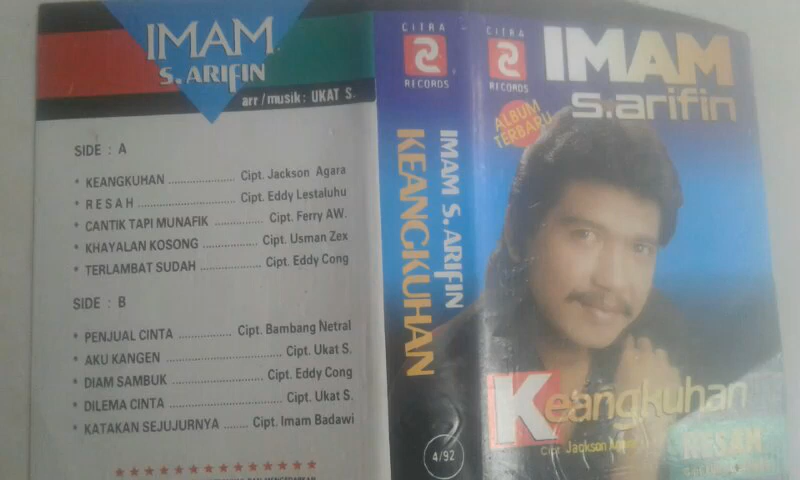 IMAM
S. ARIFIN
arr / musik : UKAT S.
SIDE : A
* KEANGKUHAN .................. Cipt. Jackson Agara
* R E S A H ....................... Cipt. Eddy Lestaluhu
* CANTIK TAPI MUNAFIK ............. Cipt. Ferry AW.
* KHAYALAN KOSONG ............... Cipt. Usman Zex
* TERLAMBAT SUDAH ................. Cipt. Eddy Cong
SIDE : B
* PENJUAL CINTA ............... Cipt. Bambang Netral
* AKU KANGEN ......................... Cipt. Ukat S.
* DIAM SAMBUK ..................... Cipt. Eddy Cong
* DILEMA CINTA ........................ Cipt. Ukat S.
* KATAKAN SEJUJURNYA ....... Cipt. Imam Badawi
CITRA
RECORDS
IMAM S. ARIFIN
KEANGKUHAN
4/92
CITRA
RECORDS
IMAM
s.arifin
ALBUM
TERBARU
Keangkuhan
Cipt. Jackson
RESAH